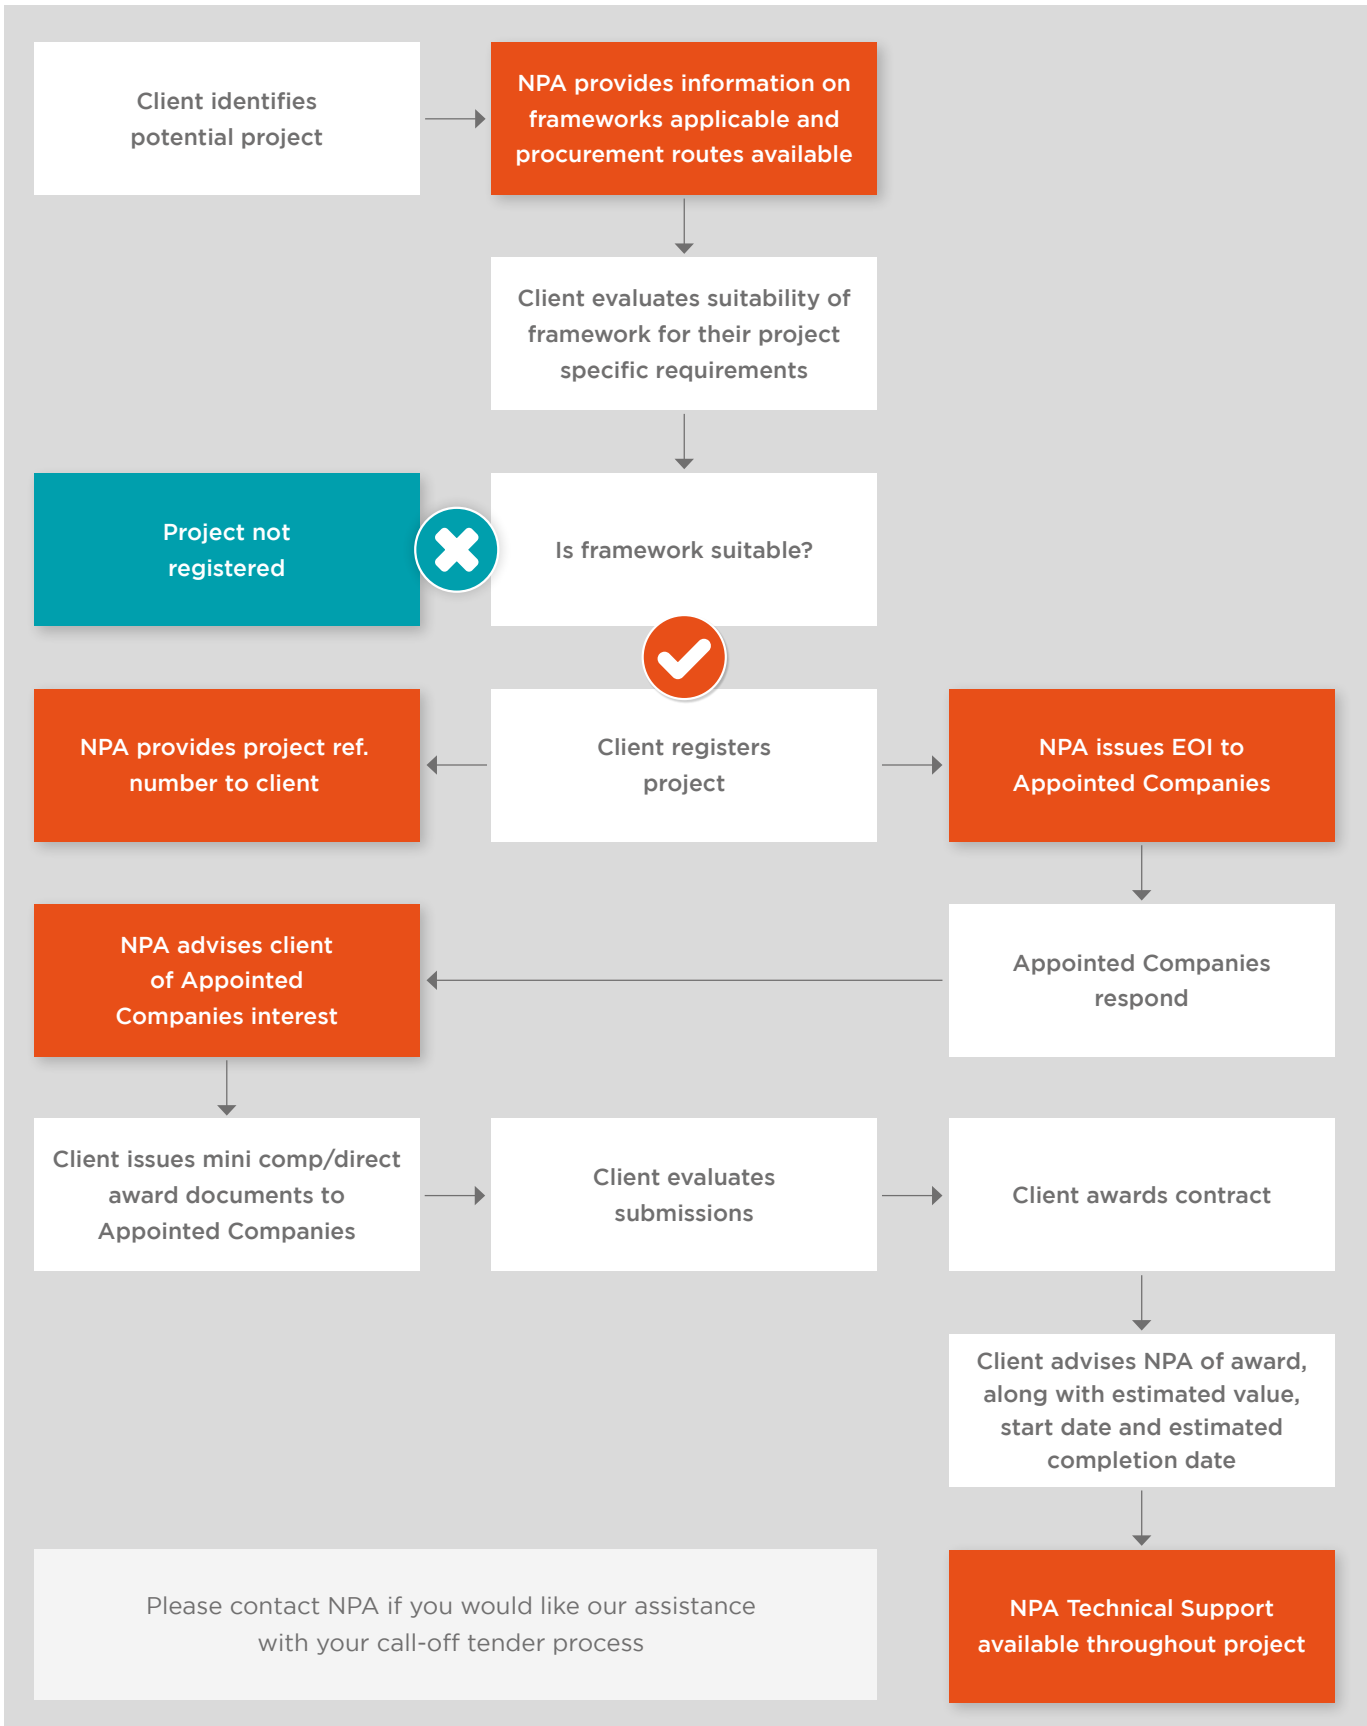 Client identifies
potential project
NPA provides information on
frameworks applicable and
procurement routes available
Client evaluates suitability of
framework for their project
specific requirements
Project not
registered
Is framework suitable?
NPA provides project ref.
number to client
Client registers
project
NPA issues EOI to
Appointed Companies
NPA advises client
of Appointed
Companies interest
Appointed Companies
respond
Client issues mini comp/direct
award documents to
Appointed Companies
Client evaluates
submissions
Client awards contract
Client advises NPA of award,
along with estimated value,
start date and estimated
completion date
Please contact NPA if you would like our assistance
with your call-off tender process
NPA Technical Support
available throughout project